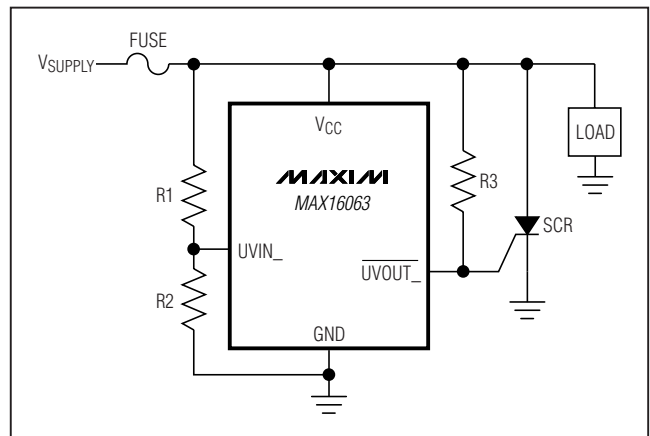 FUSE
VSUPPLY
VCC
LOAD
MAXIM
MAX16063
R1
R3
SCR
UVIN_
UVOUT_
R2
GND